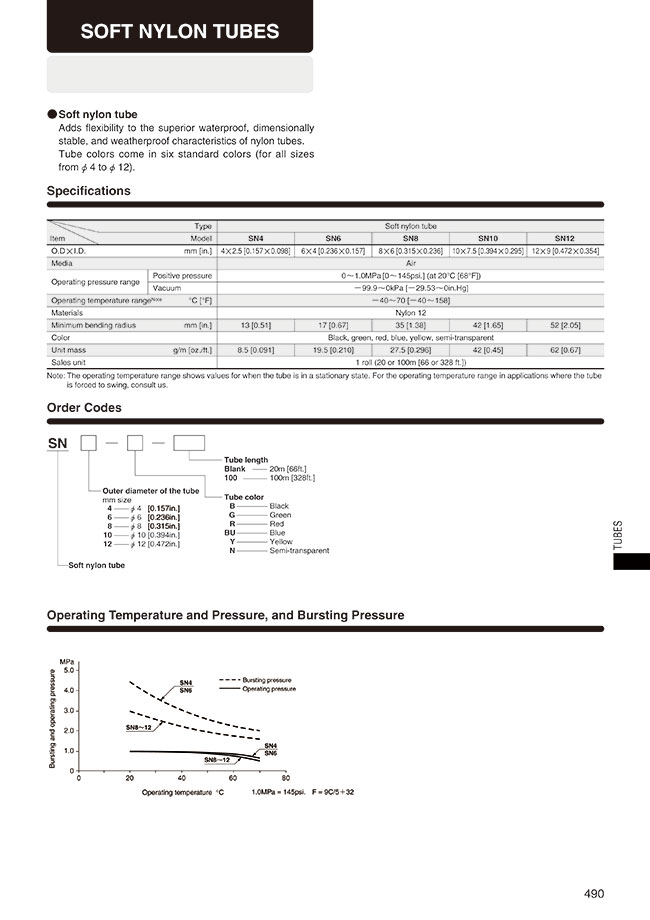 SOFT NYLON TUBES
●Soft nylon tube
Adds flexibility to the superior waterproof, dimensionally
stable, and weatherproof characteristics of nylon tubes.
Tube colors come in six standard colors (for all sizes
from φ 4 to φ 12).
Specifications
Type Soft nylon tube
Item Model SN4 SN6 SN8 SN10 SN12
O.D.×I.D. mm [in.] 4×2.5 [0.157×0.098] 6×4 [0.236×0.157] 8×6 [0.315×0.236] 10×7.5 [0.394×0.295] 12×9 [0.472×0.354]
Media Air
Operating pressure range Positive pressure 0~1.0MPa [0~145psi.] (at 20°C [68°F])
Vacuum −99.9~0kPa [−29.53~0in.Hg]
Operating temperature range Note °C [°F] −40~70 [−40~158]
Materials Nylon 12
Minimum bending radius mm [in.] 13 [0.51] 17 [0.67] 35 [1.38] 42 [1.65] 52 [2.05]
Color Black, green, red, blue, yellow, semi-transparent
Unit mass g/m [oz./ft.] 8.5 [0.091] 19.5 [0.210] 27.5 [0.296] 42 [0.45] 62 [0.67]
Sales unit 1 roll (20 or 100m [66 or 328 ft.])
Note: The operating temperature range shows values for when the tube is in a stationary state. For the operating temperature range in applications where the tube
is forced to swing, consult us.
Order Codes
SN □ − □ − □
Tube length
Blank 20m [66ft.]
100 100m [328ft.]
Outer diameter of the tube
mm size
4 φ 4 [0.157in.]
6 φ 6 [0.236in.]
8 φ 8 [0.315in.]
10 φ 10 [0.394in.]
12 φ 12 [0.472in.]
Tube color
B Black
G Green
R Red
BU Blue
Y Yellow
N Semi-transparent
Soft nylon tube
TUBES
Operating Temperature and Pressure, and Bursting Pressure
MPa
5.0
4.0
3.0
2.0
1.0
0
Bursting and operating pressure
SN4
SN6
SN8~12
Bursting pressure
Operating pressure
SN4
SN6
SN8~12
0 20 40 60 80
Operating temperature °C 1.0MPa = 145psi. F = 9C/5+32
490